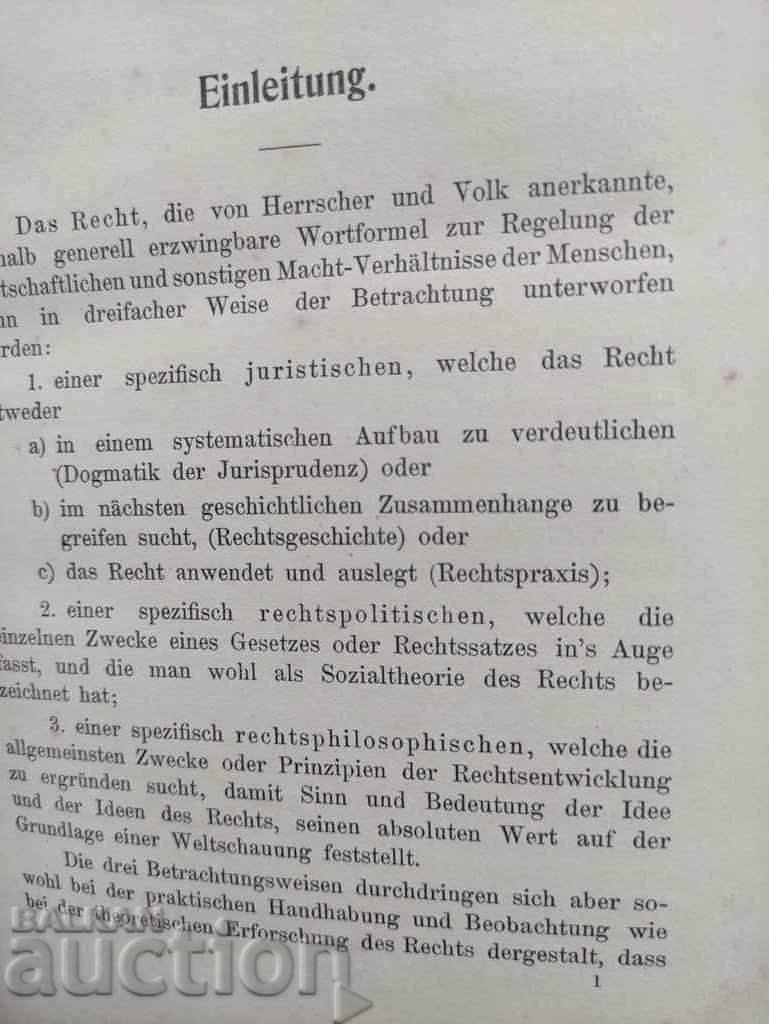 Einleitung.
Das Recht, die von Herrscher und Volk anerkannte,
halb generell erzwingbare Wortformel zur Regelung der
tschaftlichen und sonstigen Macht-Verhältnisse der Menschen,
nn in dreifacher Weise der Betrachtung unterworfen
rden:
1. einer spezifisch juristischen, welche das Recht
tweder
a) in einem systematischen Aufbau zu verdeutlichen
(Dogmatik der Jurisprudenz) oder
b) im nächsten geschichtlichen Zusammenhange zu be-
greifen sucht, (Rechtsgeschichte) oder
c) das Recht anwendet und auslegt (Rechtspraxis);
2. einer spezifisch rechtspolitischen, welche die
einzelnen Zwecke eines Gesetzes oder Rechtssatzes in's Auge
fasst, und die man wohl als Sozialtheorie des Rechts be-
zeichnet hat;
3. einer spezifisch rechtsphilosophischen, welche die
allgemeinsten Zwecke oder Prinzipien der Rechtsentwicklung
zu ergründen sucht, damit Sinn und Bedeutung der Idee
und der Ideen des Rechts, seinen absoluten Wert auf der
Grundlage einer Weltschauung feststellt.
Die drei Betrachtungsweisen durchdringen sich aber so-
wohl bei der praktischen Handhabung und Beobachtung wie
bei der theoretischen Erforschung des Rechts dergestalt, dass
1
BALKAN
auction